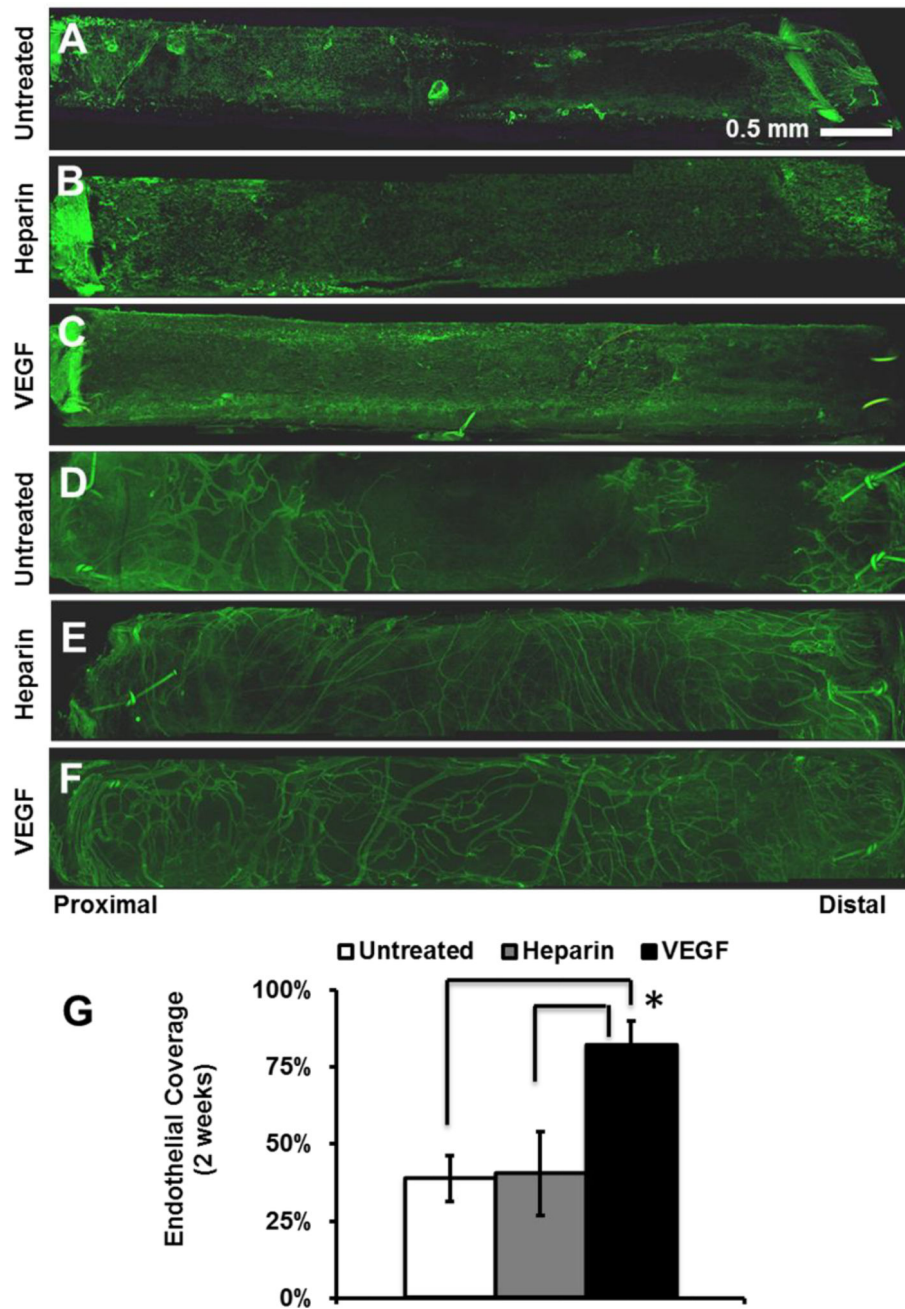 A
Untreated
0.5 mm
B
Heparin
C
VEGF
D
Untreated
E
Heparin
F
VEGF
Proximal
Distal
Untreated Heparin VEGF
G
100%
*
75%
50%
25%
0%
Endothelial Coverage
(2 weeks)